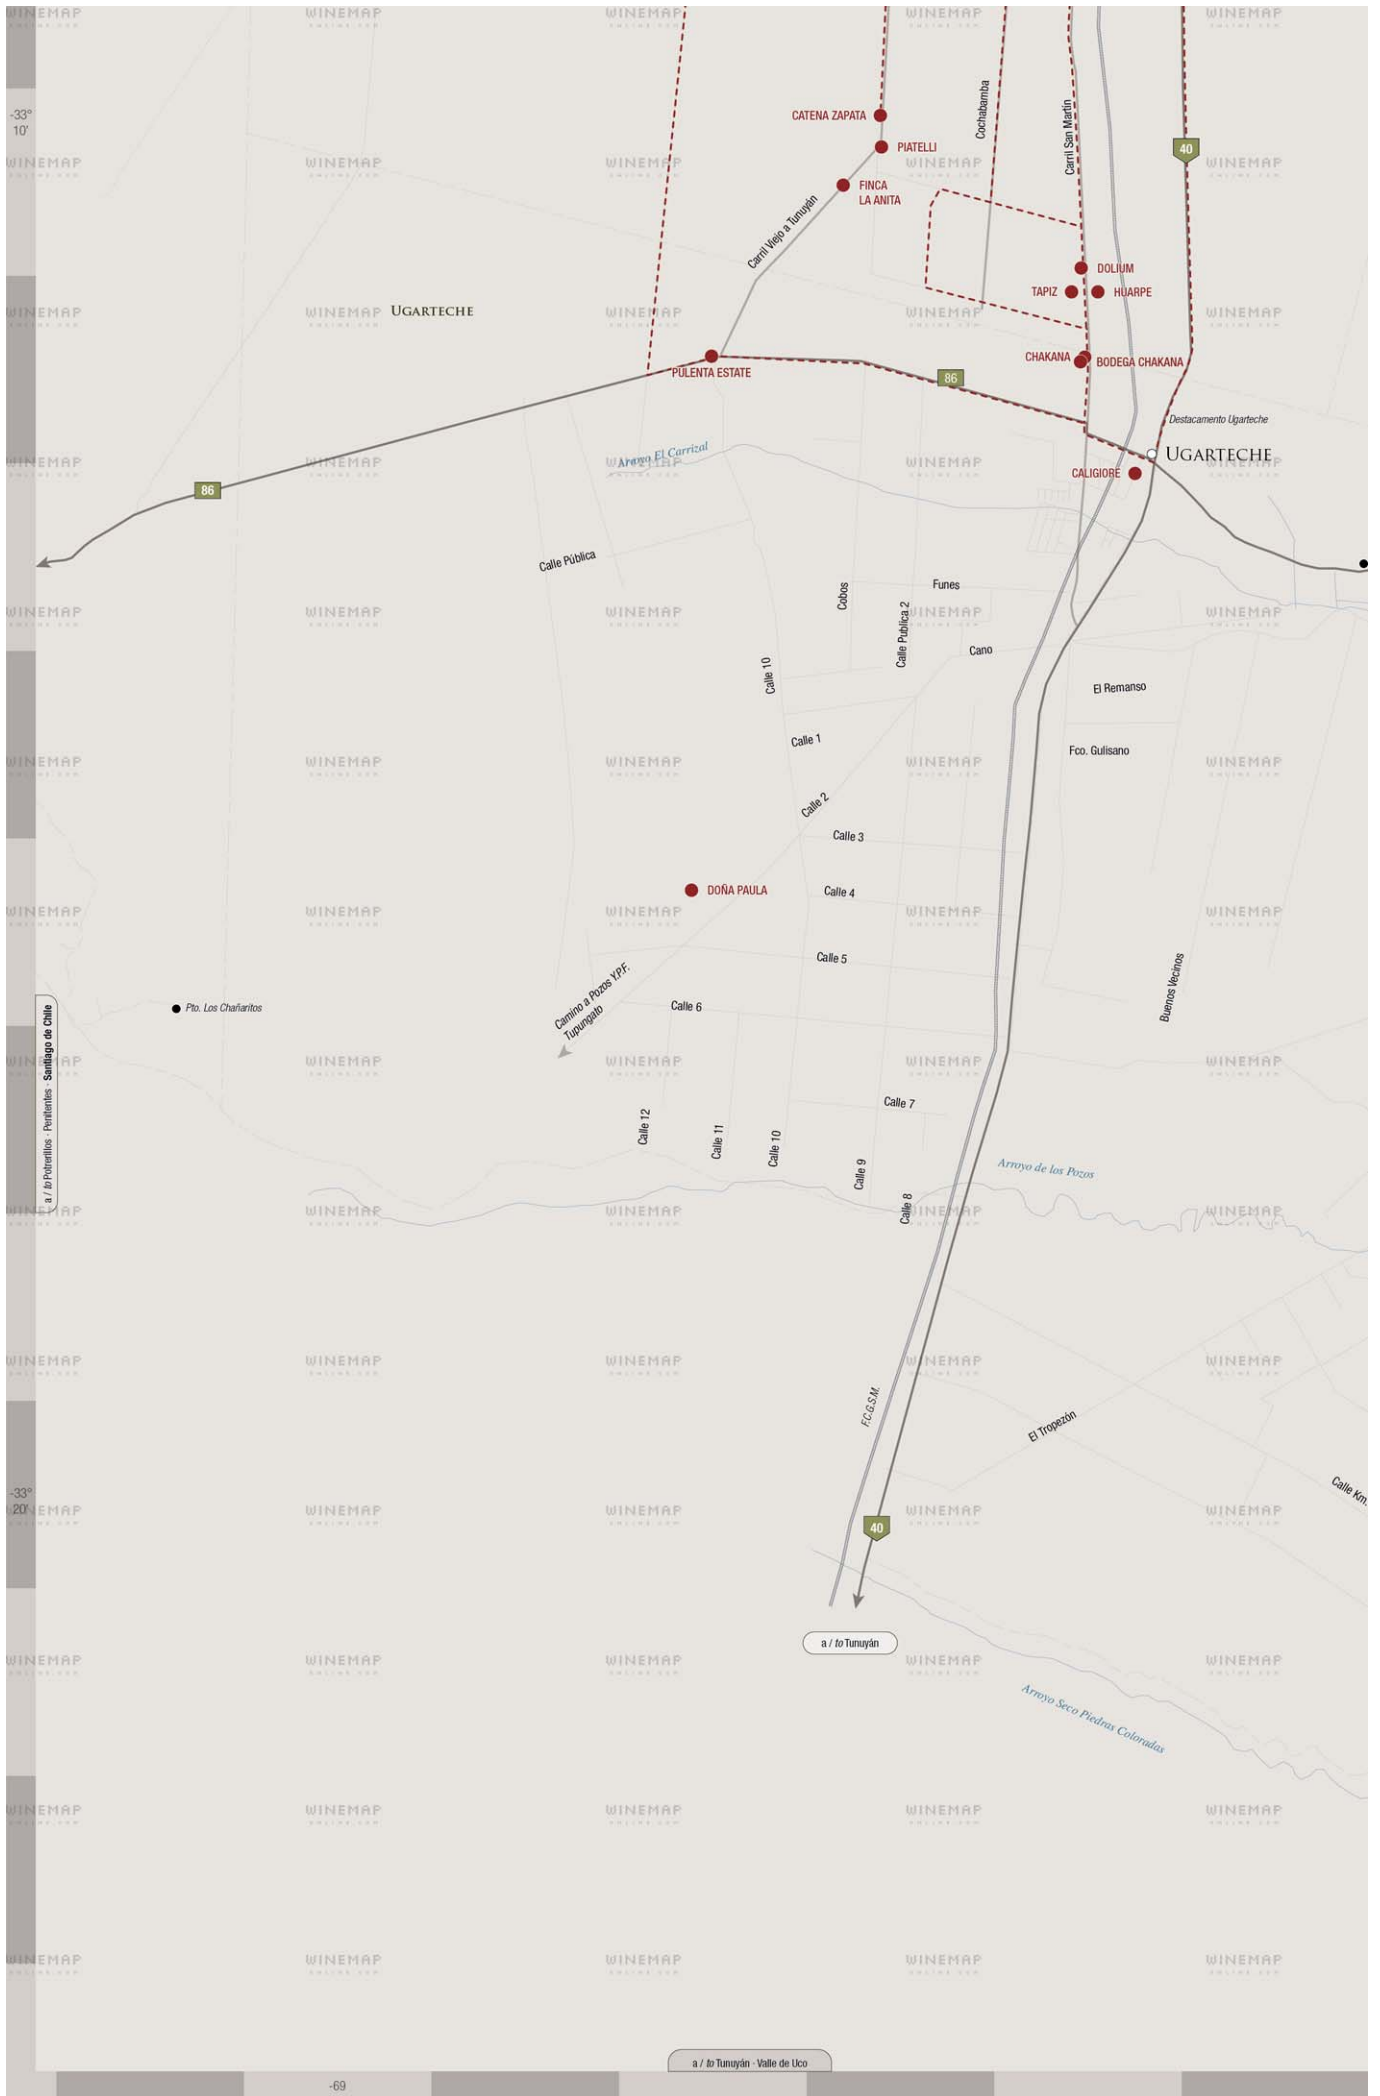 WINEMAP
ONLINE.COM
-33°
10'
CATENA ZAPATA
PIATELLI
FINCA
LA ANITA
Cochabamba
Carril San Martín
40
Carril Viejo a Tunuyán
DOLIUM
TAPIZ
HUARPE
UGARTECHE
CHAKANA
BODEGA CHAKANA
PULENTA ESTATE
86
Destacamento Ugarteche
UGARTECHE
Arroyo El Carrizal
CALIGIORE
86
Calle Pública
Cobos
Funes
Calle Publica 2
Cano
Calle 10
El Remanso
Calle 1
Fco. Gulisano
Calle 2
Calle 3
DOÑA PAULA
Calle 4
Calle 5
Buenos Vecinos
Camino a Pozos Y.P.F.
Tupungato
Calle 6
Pto. Los Chañaritos
a / to Potrerillos - Penitentes - Santiago de Chile
Calle 7
Calle 12
Calle 11
Calle 10
Calle 9
Calle 8
Arroyo de los Pozos
F.C.G.S.M.
El Tropezón
Calle Km.
-33°
20'
40
a / to Tunuyán
Arroyo Seco Piedras Coloradas
a / to Tunuyán - Valle de Uco
-69